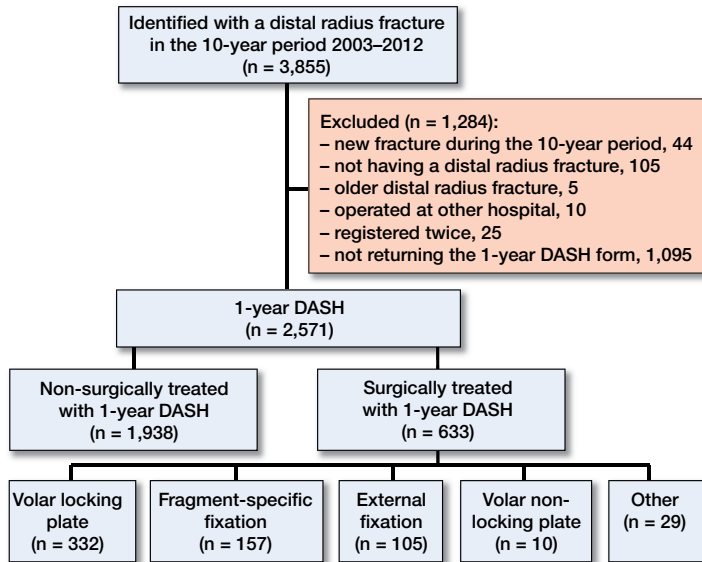 Identified with a distal radius fracture
in the 10-year period 2003–2012
(n = 3,855)
Excluded (n = 1,284):
– new fracture during the 10-year period, 44
– not having a distal radius fracture, 105
– older distal radius fracture, 5
– operated at other hospital, 10
– registered twice, 25
– not returning the 1-year DASH form, 1,095
1-year DASH
(n = 2,571)
Non-surgically treated
with 1-year DASH
(n = 1,938)
Surgically treated
with 1-year DASH
(n = 633)
Volar locking
plate
(n = 332)
Fragment-specific
fixation
(n = 157)
External
fixation
(n = 105)
Volar non-
locking plate
(n = 10)
Other
(n = 29)